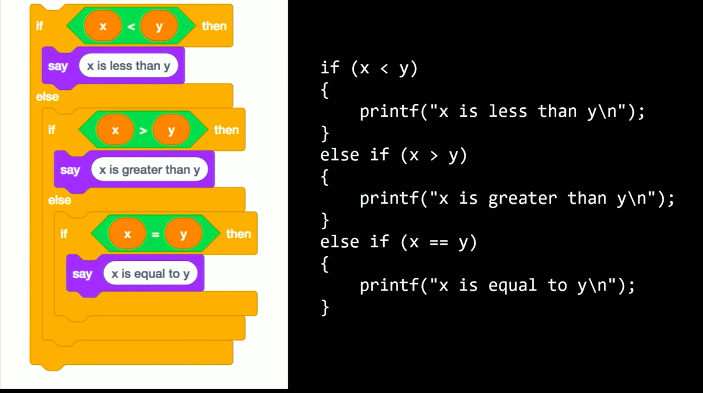 if x < y then
say x is less than y
else
if x > y then
say x is greater than y
else
if x = y then
say x is equal to y
if (x < y)
{
    printf("x is less than y\n");
}
else if (x > y)
{
    printf("x is greater than y\n");
}
else if (x == y)
{
    printf("x is equal to y\n");
}